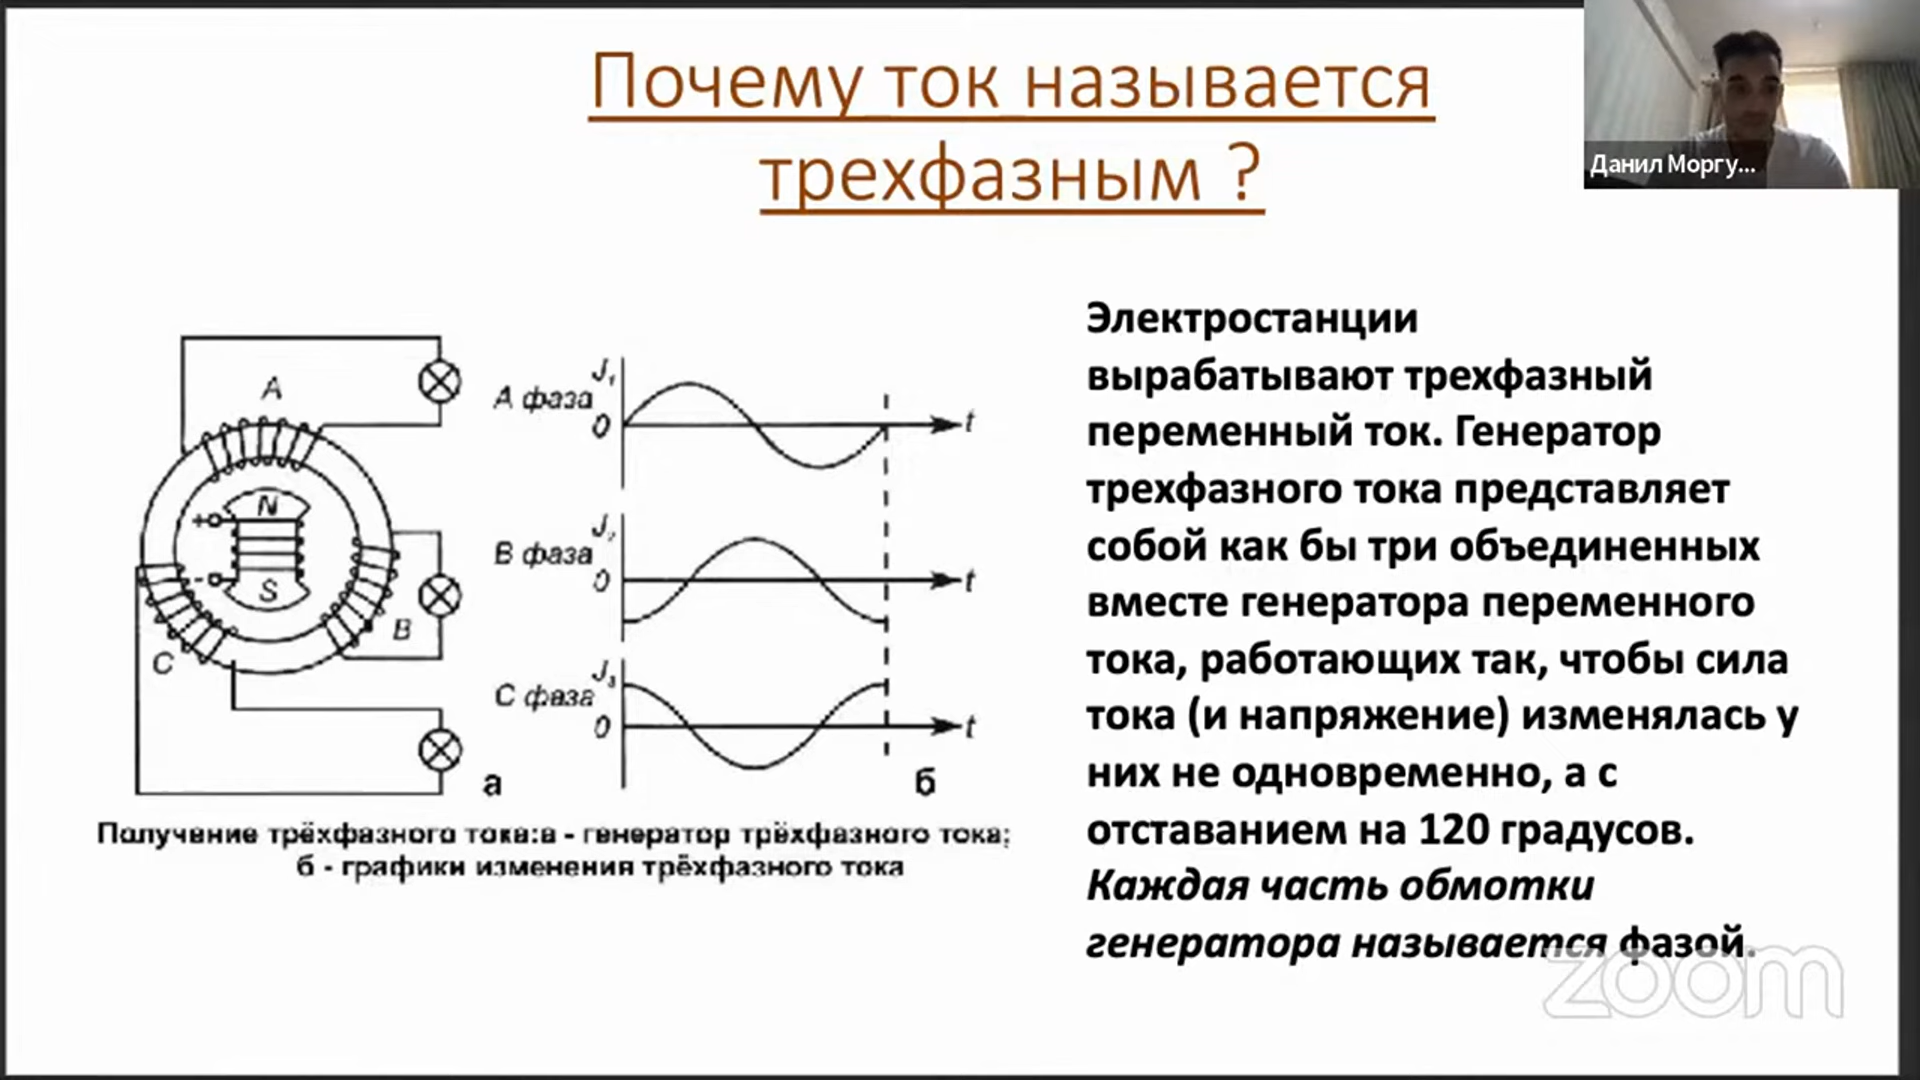 Почему ток называется
трехфазным ?
Данил Моргу...
A
N
+
-
S
B
C
а
А фаза
J₁
0
t
В фаза
J₂
0
t
С фаза
J₃
0
t
б
Получение трёхфазного тока:а - генератор трёхфазного тока;
б - графики изменения трёхфазного тока
Электростанции
вырабатывают трехфазный
переменный ток. Генератор
трехфазного тока представляет
собой как бы три объединенных
вместе генератора переменного
тока, работающих так, чтобы сила
тока (и напряжение) изменялась у
них не одновременно, а с
отставанием на 120 градусов.
Каждая часть обмотки
генератора называется фазой.
zoom